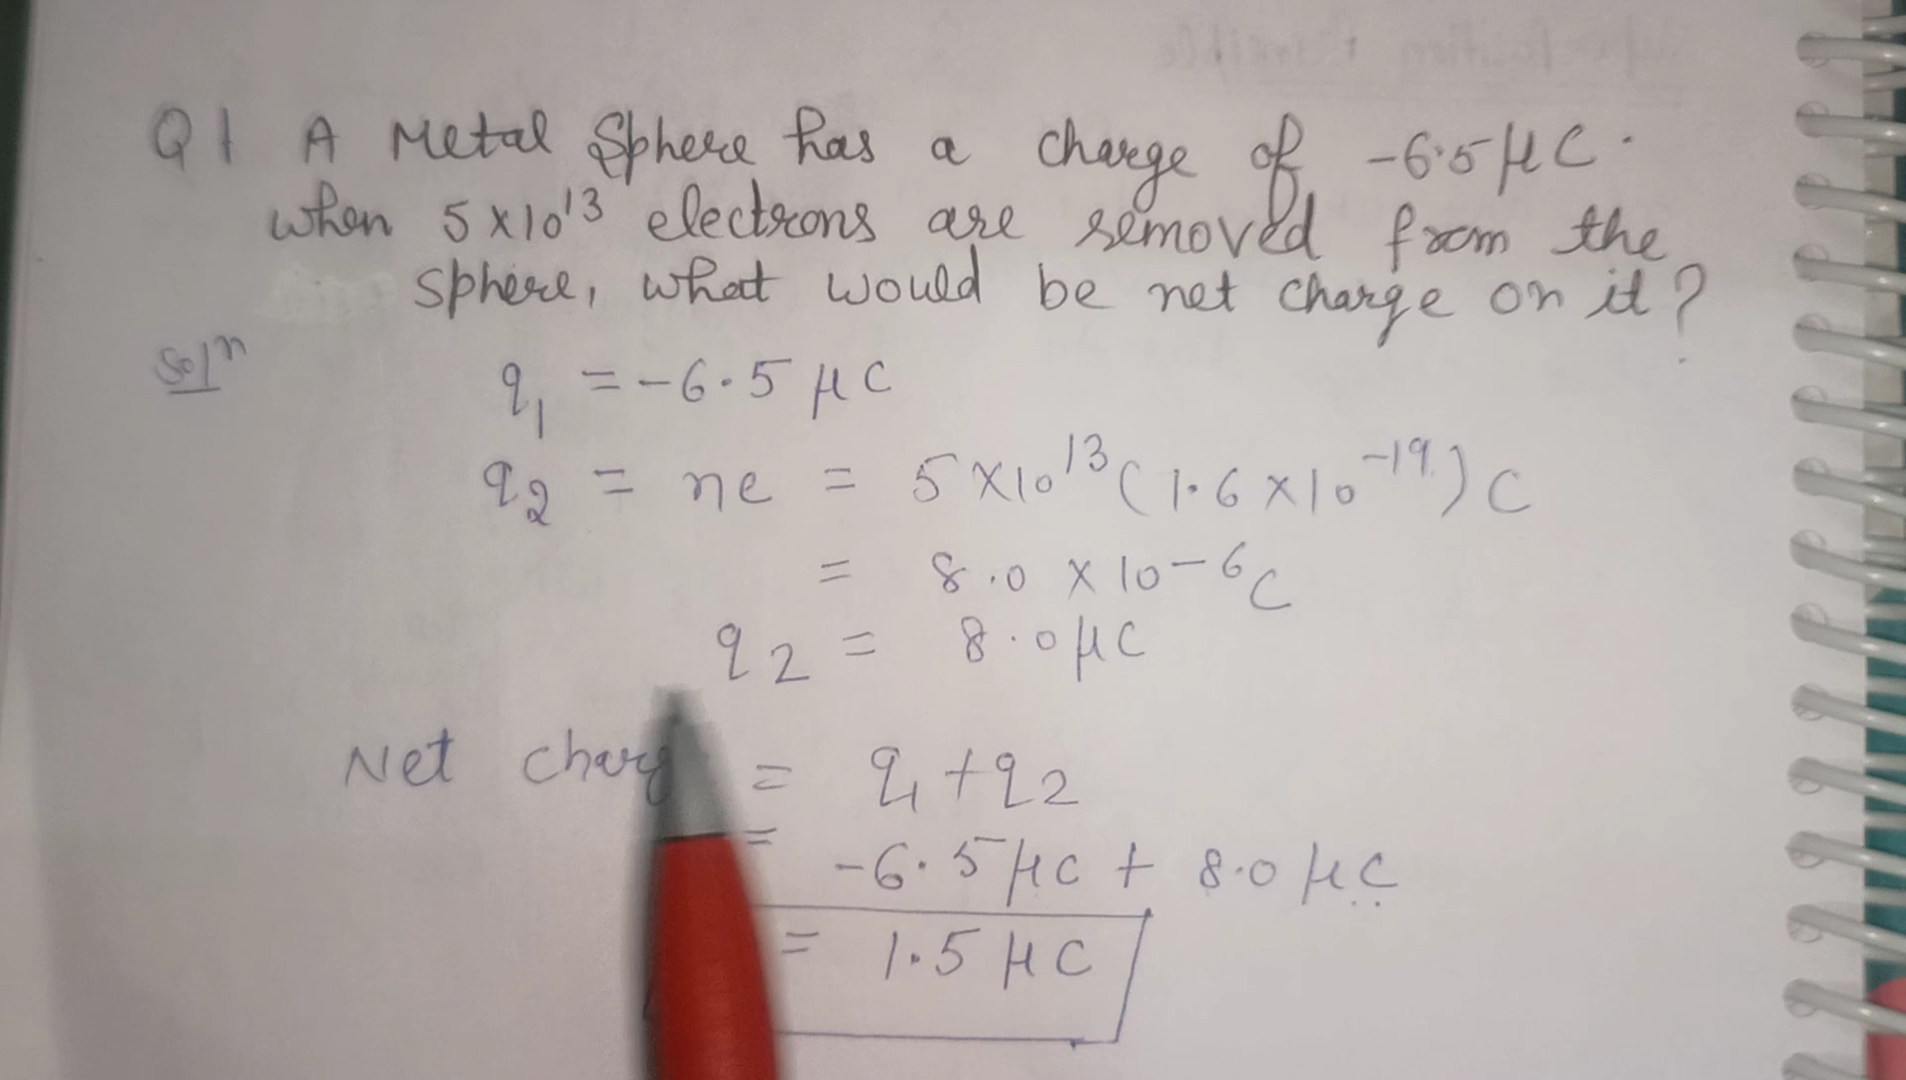 Q1 A Metal Sphere has a charge of -6.5 μC.
when 5×10¹³ electrons are removed from the
sphere, what would be net charge on it?
Solⁿ
q₁ = -6.5 μC
q₂ = ne = 5×10¹³(1.6×10⁻¹⁹)C
= 8.0 × 10⁻⁶C
q₂ = 8.0 μC
Net charg = q₁+q₂
= -6.5 μC + 8.0 μC
= 1.5 μC